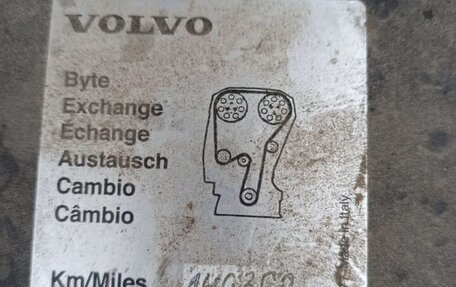 VOLVO
Byte
Exchange
Échange
Austausch
Cambio
Câmbio
Made in Italy
Km/Miles